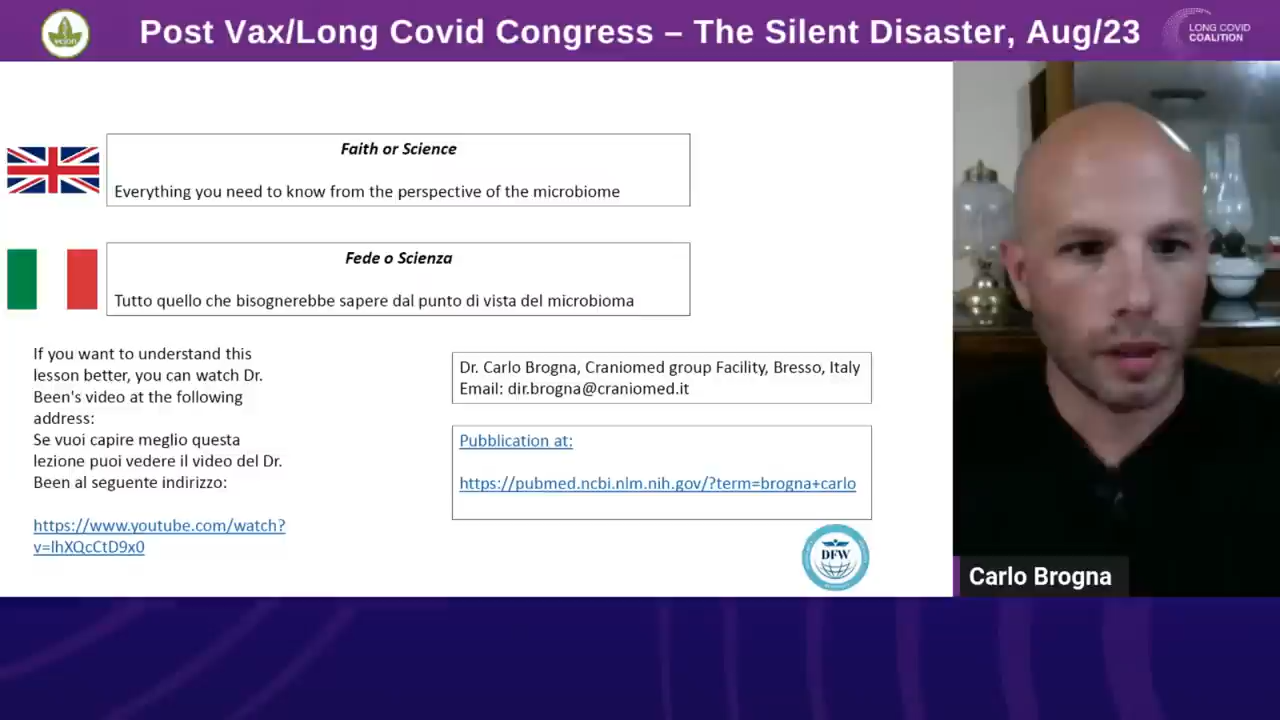 Post Vax/Long Covid Congress – The Silent Disaster, Aug/23
LONG COVID
COALITION
Faith or Science
Everything you need to know from the perspective of the microbiome
Fede o Scienza
Tutto quello che bisognerebbe sapere dal punto di vista del microbioma
If you want to understand this
lesson better, you can watch Dr.
Been's video at the following
address:
Se vuoi capire meglio questa
lezione puoi vedere il video del Dr.
Been al seguente indirizzo:
https://www.youtube.com/watch?
v=lhXQcCtD9x0
Dr. Carlo Brogna, Craniomed group Facility, Bresso, Italy
Email: dir.brogna@craniomed.it
Pubblication at:
https://pubmed.ncbi.nlm.nih.gov/?term=brogna+carlo
DFW
Carlo Brogna